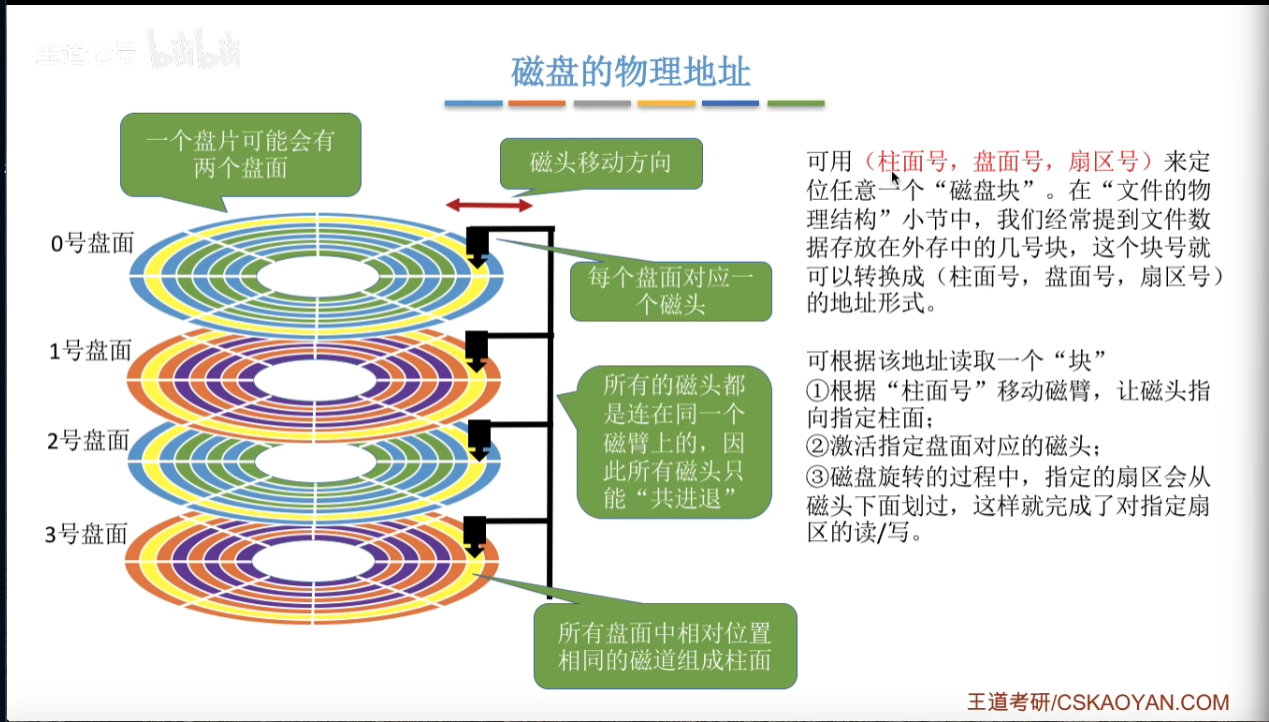 王道论坛 bilibili
磁盘的物理地址
一个盘片可能会有
两个盘面
磁头移动方向
0号盘面
每个盘面对应一
个磁头
1号盘面
所有的磁头都
是连在同一个
磁臂上的，因
此所有磁头只
能“共进退”
2号盘面
3号盘面
所有盘面中相对位置
相同的磁道组成柱面
可用（柱面号，盘面号，扇区号）来定
位任意一个“磁盘块”。在“文件的物
理结构”小节中，我们经常提到文件数
据存放在外存中的几号块，这个块号就
可以转换成（柱面号，盘面号，扇区号）
的地址形式。
可根据该地址读取一个“块”
①根据“柱面号”移动磁臂，让磁头指
向指定柱面；
②激活指定盘面对应的磁头；
③磁盘旋转的过程中，指定的扇区会从
磁头下面划过，这样就完成了对指定扇
区的读/写。
王道考研/CSKAOYAN.COM